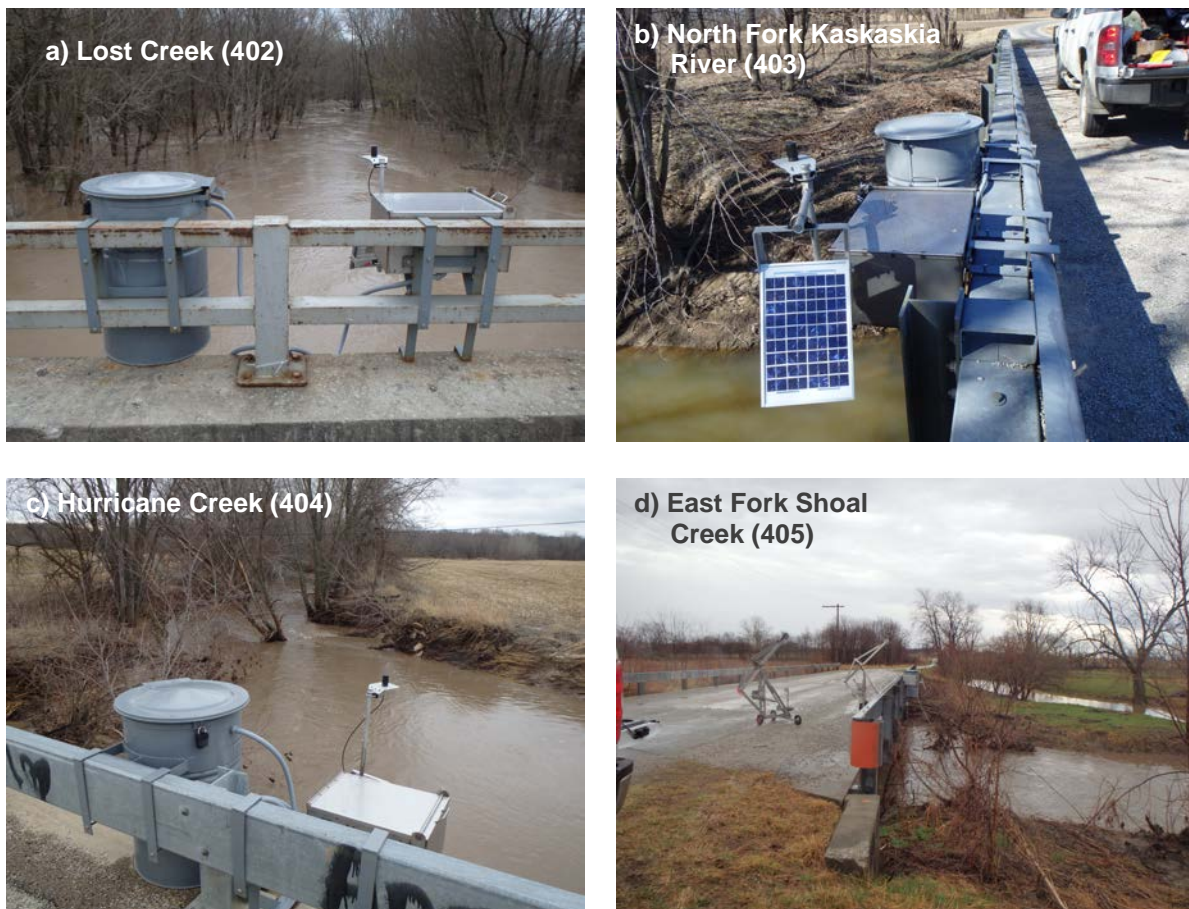 a) Lost Creek (402)
b) North Fork Kaskaskia
River (403)
c) Hurricane Creek (404)
d) East Fork Shoal
Creek (405)